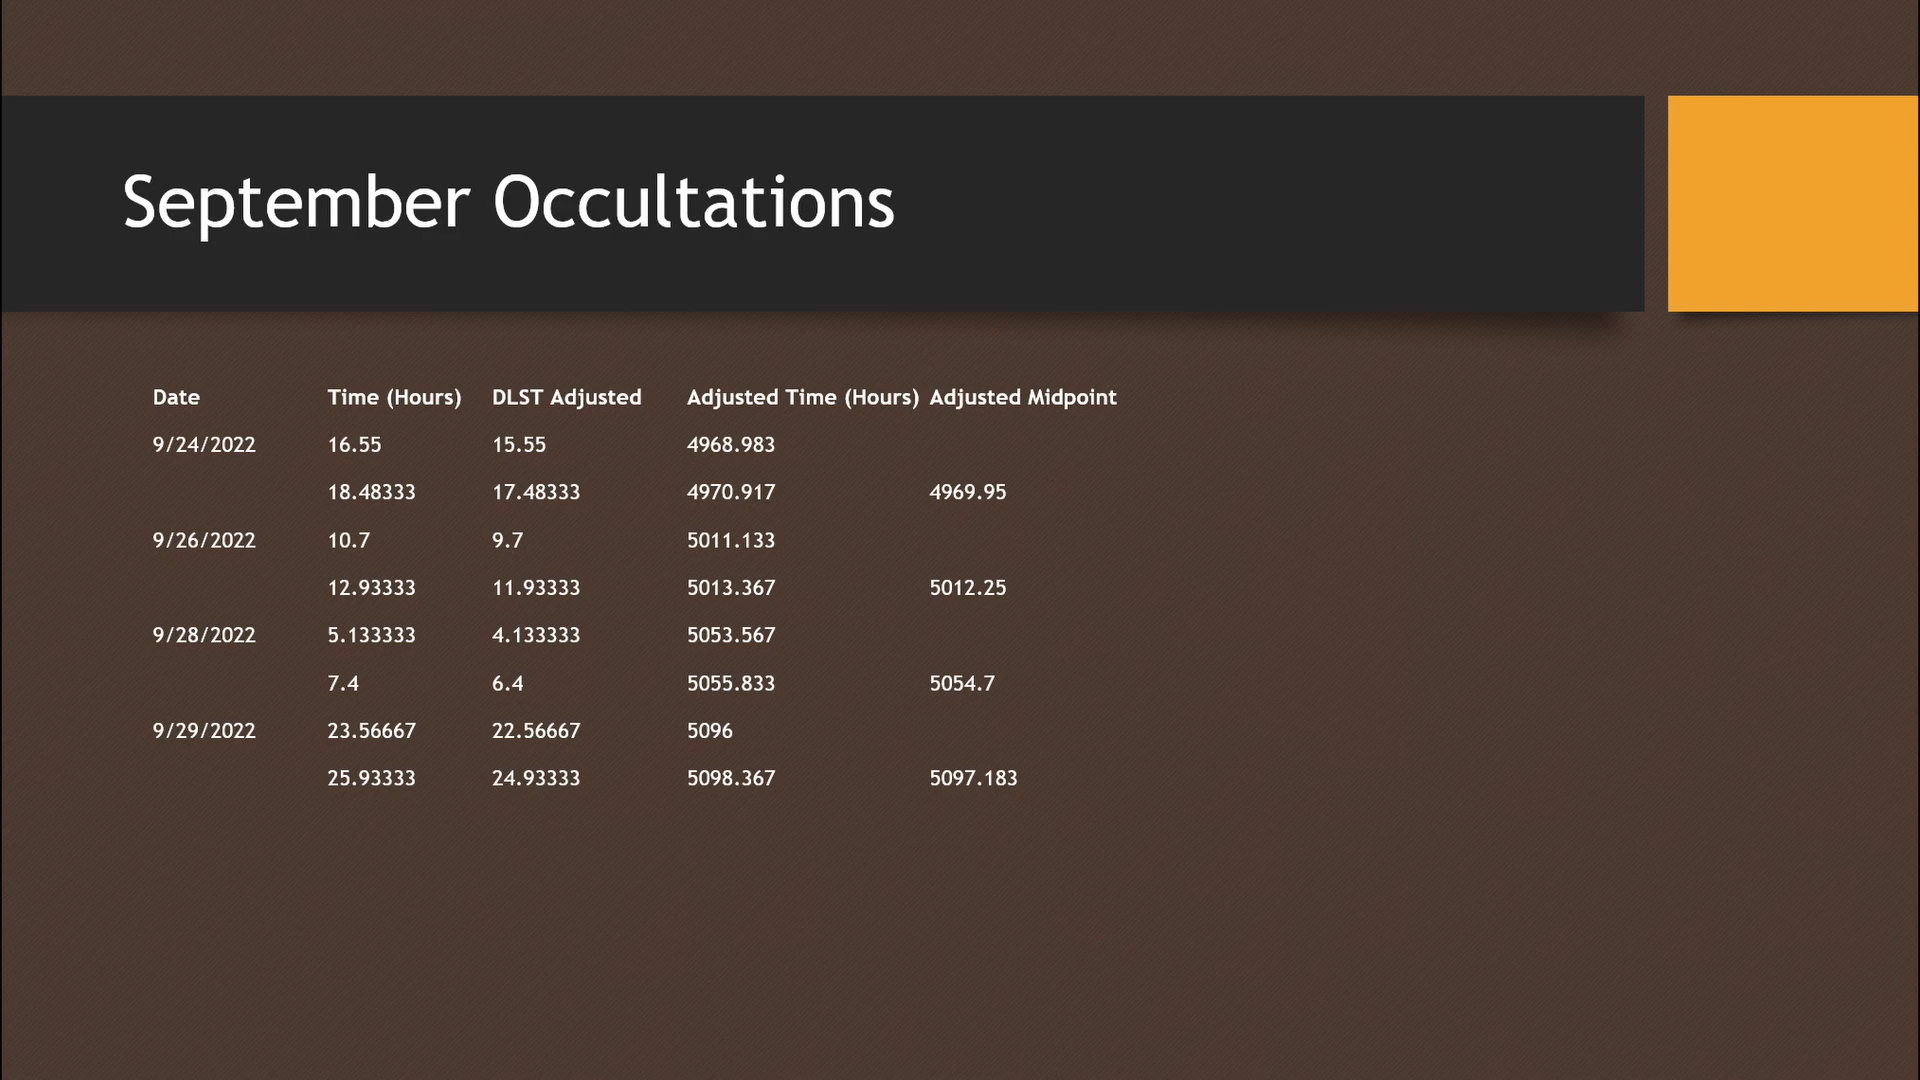 September Occultations
Date Time (Hours) DLST Adjusted Adjusted Time (Hours) Adjusted Midpoint
9/24/2022 16.55 15.55 4968.983
18.48333 17.48333 4970.917 4969.95
9/26/2022 10.7 9.7 5011.133
12.93333 11.93333 5013.367 5012.25
9/28/2022 5.133333 4.133333 5053.567
7.4 6.4 5055.833 5054.7
9/29/2022 23.56667 22.56667 5096
25.93333 24.93333 5098.367 5097.183